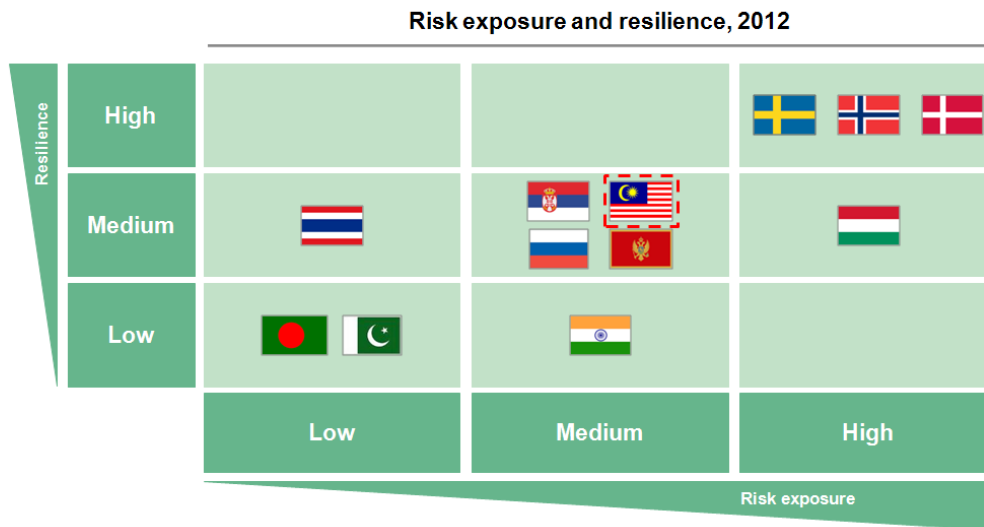 Risk exposure and resilience, 2012
Resilience
High
Medium
Low
Low
Medium
High
Risk exposure